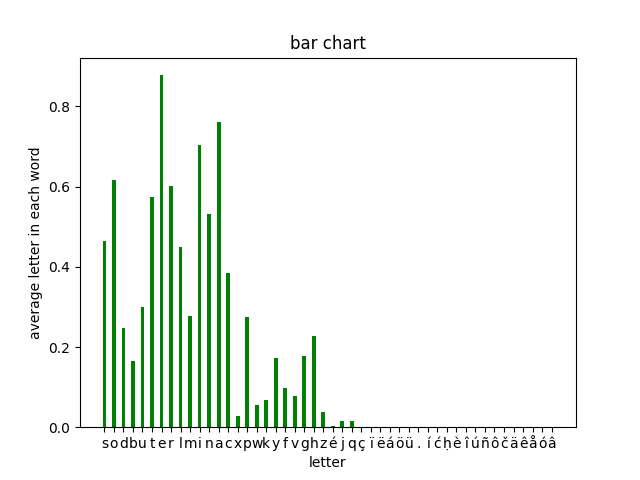 bar chart
average letter in each word
0.8
0.6
0.4
0.2
0.0
s o d b u t e r l m i n a c x p w k y f v g h z é j q ç ï ë á ö ü . í ć ḥ è î ú ñ ô č ä ê å ó â
letter